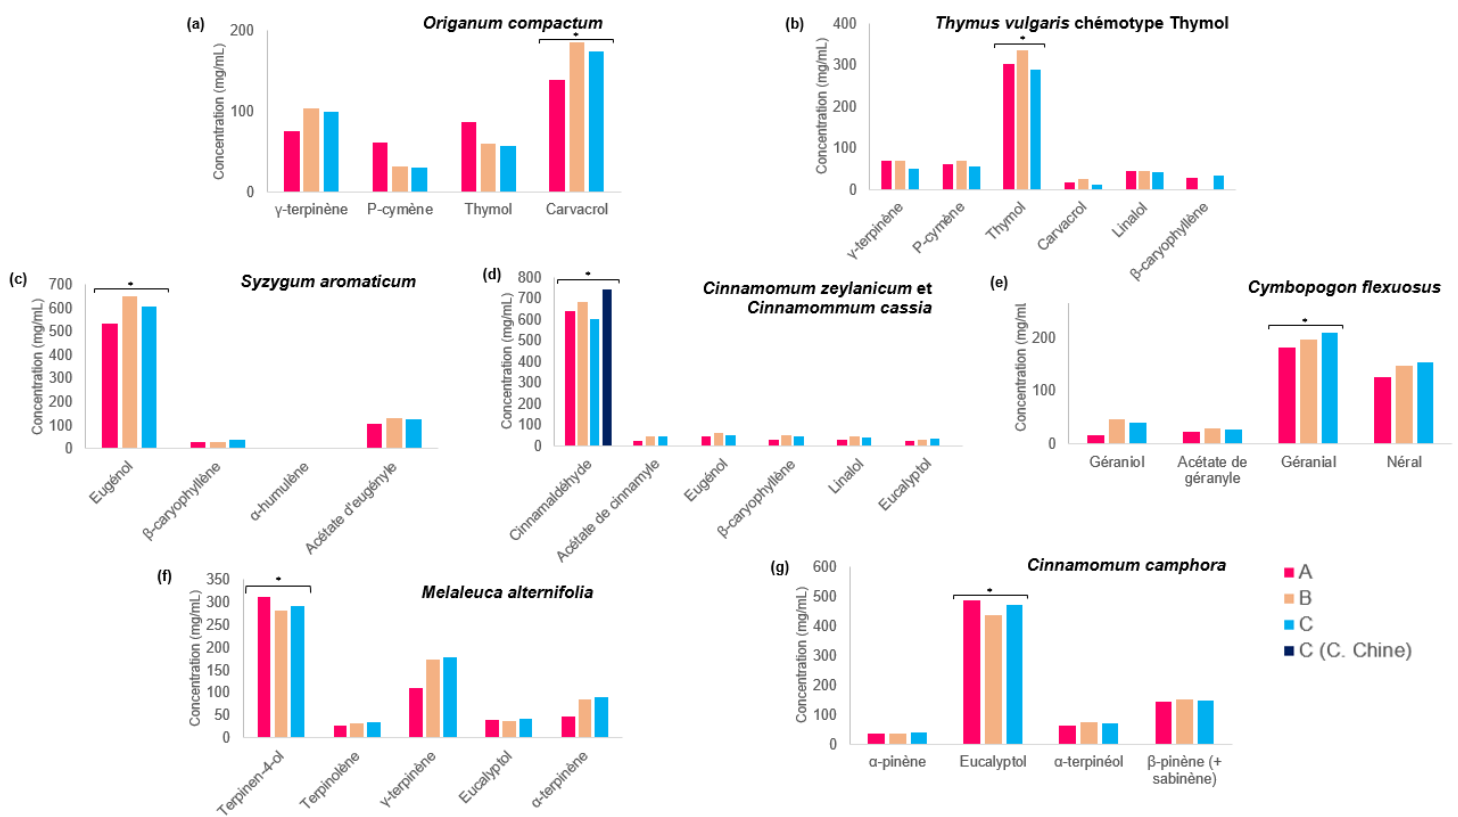 (a)
Origanum compactum
Concentration (mg/mL)
200
100
0
*
γ-terpinène
P-cymène
Thymol
Carvacrol
(b)
Thymus vulgaris chémotype Thymol
Concentration (mg/mL)
400
300
200
100
0
*
γ-terpinène
P-cymène
Thymol
Carvacrol
Linalol
β-caryophyllène
(c)
Syzygum aromaticum
Concentration (mg/mL)
700
600
500
400
300
200
100
0
*
Eugénol
β-caryophyllène
α-humulène
Acétate d'eugényle
(d)
Cinnamomum zeylanicum et
Cinnamommum cassia
Concentration (mg/mL)
800
700
600
500
400
300
200
100
0
*
Cinnamaldéhyde
Acétate de cinnamyle
Eugénol
β-caryophyllène
Linalol
Eucalyptol
(e)
Cymbopogon flexuosus
Concentration (mg/mL
200
100
0
*
Géraniol
Acétate de
géranyle
Géranial
Néral
(f)
Melaleuca alternifolia
Concentration (mg/mL)
350
300
250
200
150
100
50
0
*
Terpinen-4-ol
Terpinolène
γ-terpinène
Eucalyptol
α-terpinène
(g)
Cinnamomum camphora
Concentration (mg/mL)
600
500
400
300
200
100
0
*
α-pinène
Eucalyptol
α-terpinéol
β-pinène (+
sabinène)
A
B
C
C (C. Chine)